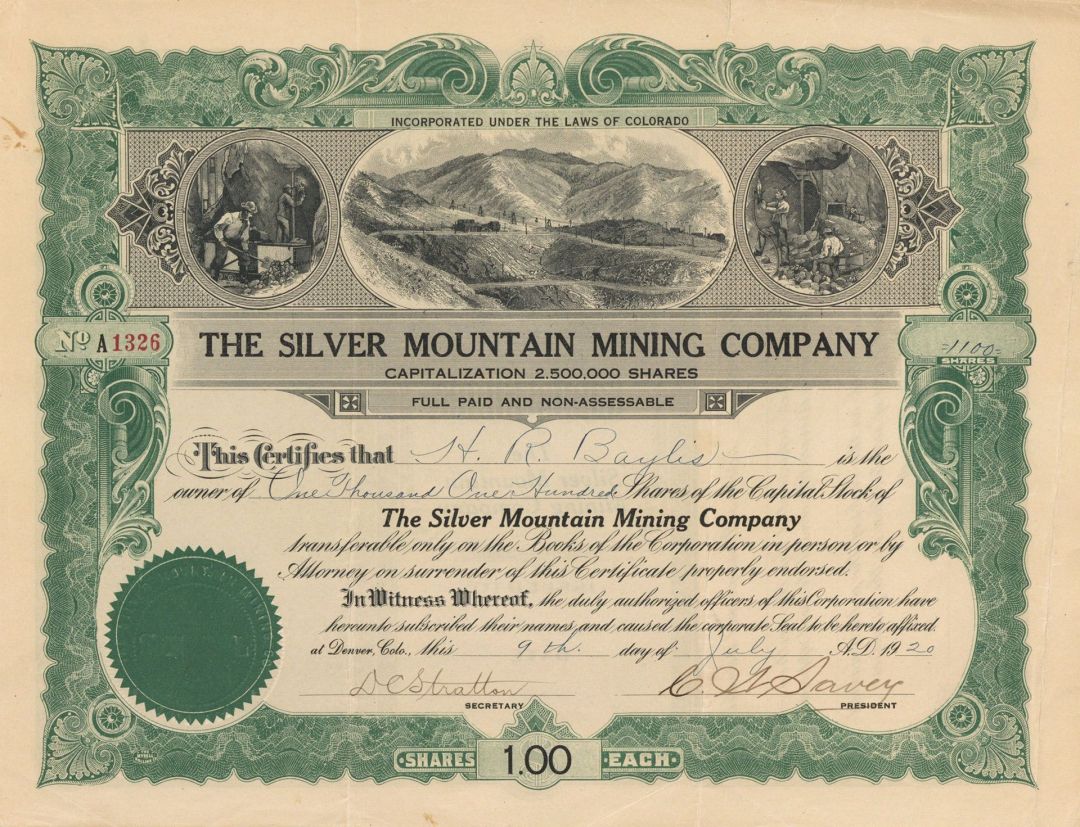 INCORPORATED UNDER THE LAWS OF COLORADO
No A1326
THE SILVER MOUNTAIN MINING COMPANY
1100
SHARES
CAPITALIZATION 2,500,000 SHARES
FULL PAID AND NON-ASSESSABLE
This Certifies that H. R. Baylis is the
owner of One Thousand One Hundred Shares of the Capital Stock of
The Silver Mountain Mining Company
transferable only on the Books of the Corporation in person or by
Attorney on surrender of this Certificate properly endorsed.
In Witness Whereof, the duly authorized officers of this Corporation have
hereunto subscribed their names and caused the corporate Seal to be hereto affixed
at Denver, Colo., this 9th. day of July A.D. 1920
D C Stratton
SECRETARY
C. W. Savery
PRESIDENT
SHARES 1.00 EACH